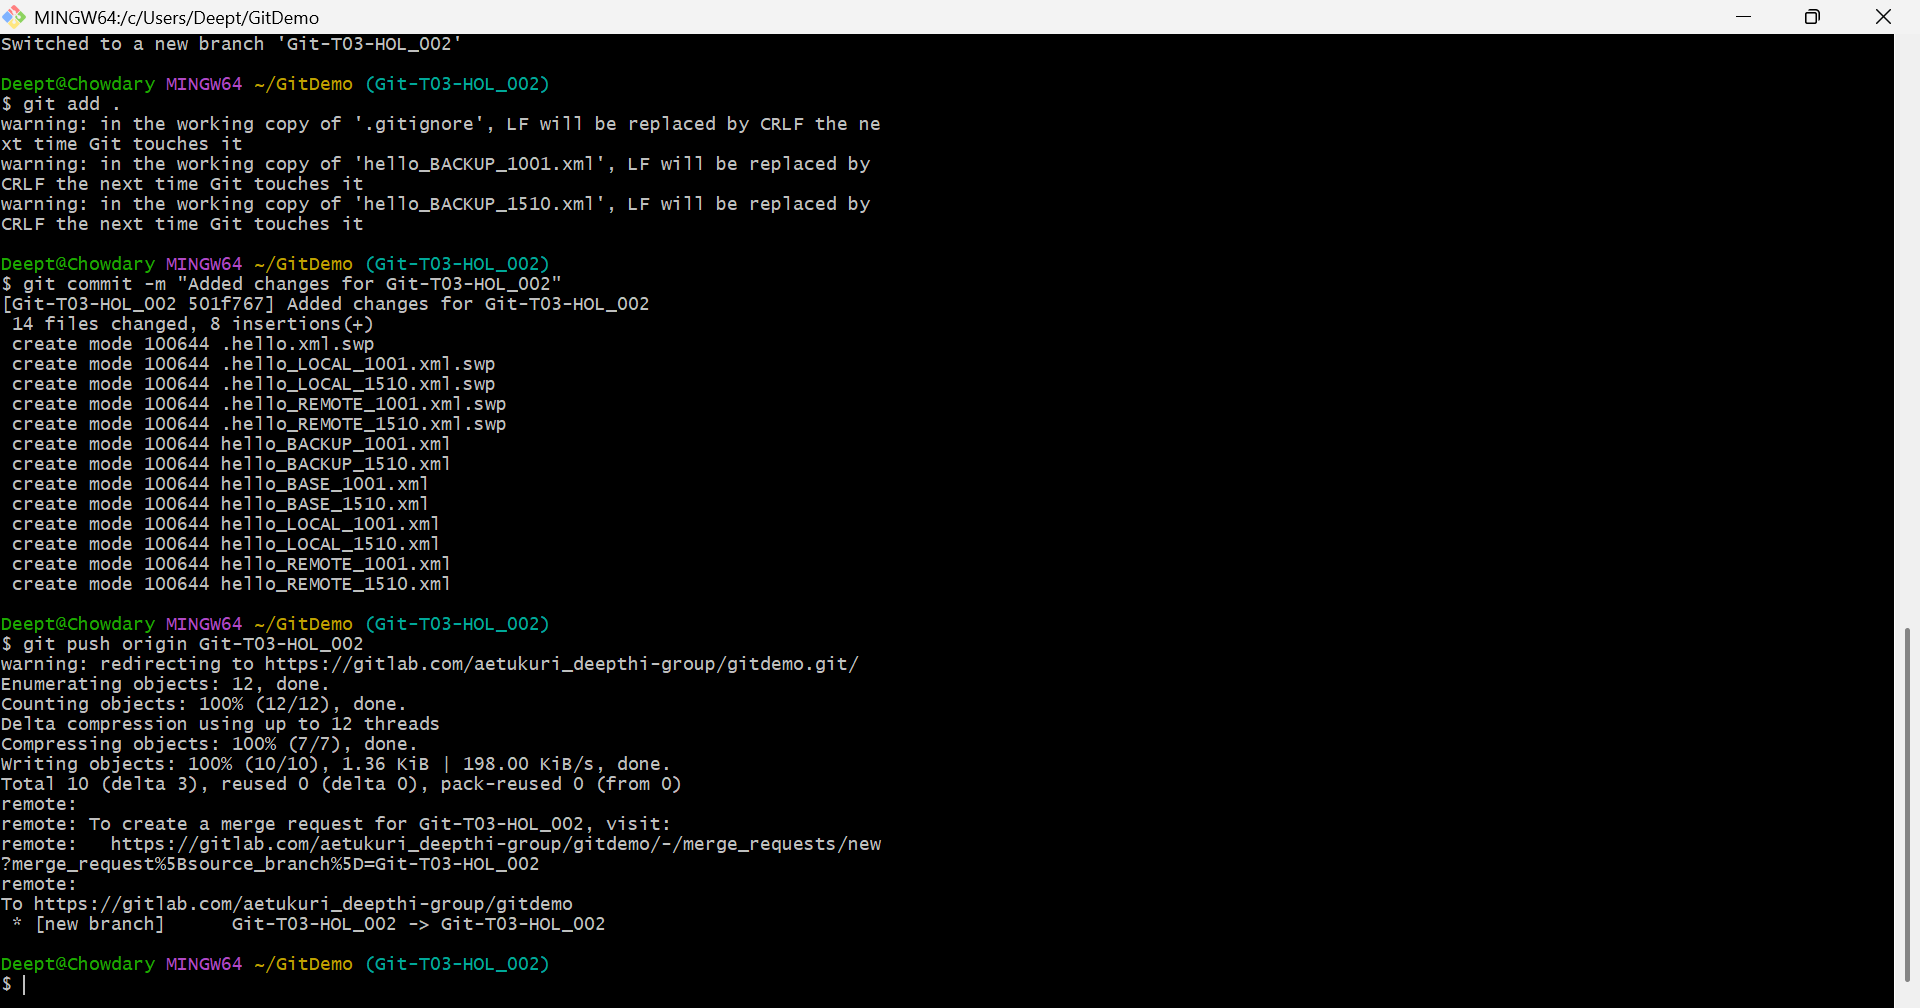 MINGW64:/c/Users/Deept/GitDemo
Switched to a new branch 'Git-T03-HOL_002'
Deept@Chowdary MINGW64 ~/GitDemo (Git-T03-HOL_002)
$ git add .
warning: in the working copy of '.gitignore', LF will be replaced by CRLF the ne
xt time Git touches it
warning: in the working copy of 'hello_BACKUP_1001.xml', LF will be replaced by
CRLF the next time Git touches it
warning: in the working copy of 'hello_BACKUP_1510.xml', LF will be replaced by
CRLF the next time Git touches it
Deept@Chowdary MINGW64 ~/GitDemo (Git-T03-HOL_002)
$ git commit -m "Added changes for Git-T03-HOL_002"
[Git-T03-HOL_002 501f767] Added changes for Git-T03-HOL_002
 14 files changed, 8 insertions(+)
 create mode 100644 .hello.xml.swp
 create mode 100644 .hello_LOCAL_1001.xml.swp
 create mode 100644 .hello_LOCAL_1510.xml.swp
 create mode 100644 .hello_REMOTE_1001.xml.swp
 create mode 100644 .hello_REMOTE_1510.xml.swp
 create mode 100644 hello_BACKUP_1001.xml
 create mode 100644 hello_BACKUP_1510.xml
 create mode 100644 hello_BASE_1001.xml
 create mode 100644 hello_BASE_1510.xml
 create mode 100644 hello_LOCAL_1001.xml
 create mode 100644 hello_LOCAL_1510.xml
 create mode 100644 hello_REMOTE_1001.xml
 create mode 100644 hello_REMOTE_1510.xml
Deept@Chowdary MINGW64 ~/GitDemo (Git-T03-HOL_002)
$ git push origin Git-T03-HOL_002
warning: redirecting to https://gitlab.com/aetukuri_deepthi-group/gitdemo.git/
Enumerating objects: 12, done.
Counting objects: 100% (12/12), done.
Delta compression using up to 12 threads
Compressing objects: 100% (7/7), done.
Writing objects: 100% (10/10), 1.36 KiB | 198.00 KiB/s, done.
Total 10 (delta 3), reused 0 (delta 0), pack-reused 0 (from 0)
remote:
remote: To create a merge request for Git-T03-HOL_002, visit:
remote:   https://gitlab.com/aetukuri_deepthi-group/gitdemo/-/merge_requests/new
?merge_request%5Bsource_branch%5D=Git-T03-HOL_002
remote:
To https://gitlab.com/aetukuri_deepthi-group/gitdemo
 * [new branch]      Git-T03-HOL_002 -> Git-T03-HOL_002
Deept@Chowdary MINGW64 ~/GitDemo (Git-T03-HOL_002)
$